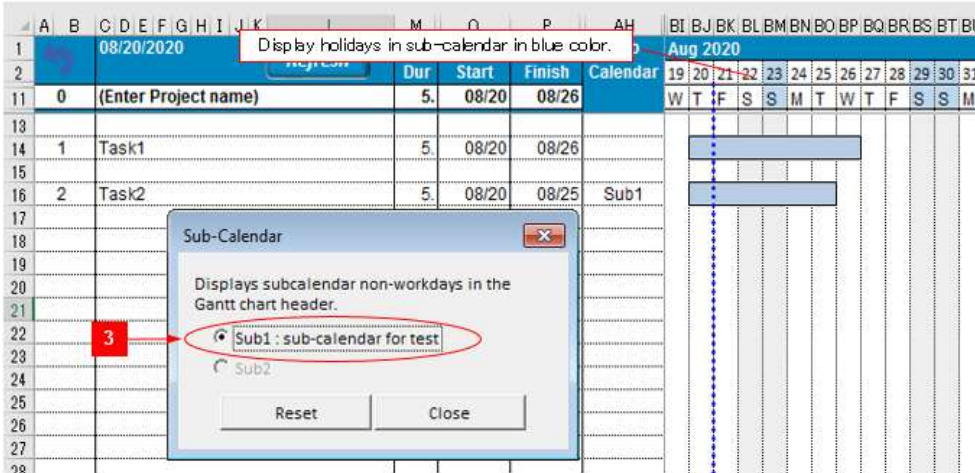 A B C D E F G H I J K L M O P AH BI BJ BK BL BM BN BO BP BQ BR BS BT
1 08/20/2020 Display holidays in sub-calendar in blue color. Aug 2020
2 Refresh Dur Start Finish Calendar 19 20 21 22 23 24 25 26 27 28 29 30 31
11 0 (Enter Project name) 5. 08/20 08/26 W T F S S M T W T F S S M
13
14 1 Task1 5. 08/20 08/26
15
16 2 Task2 5. 08/20 08/25 Sub1
17
18 Sub-Calendar
19
20 Displays subcalendar non-workdays in the
21 Gantt chart header.
22 3 Sub1 : sub-calendar for test
23
24 Sub2
25 Reset Close
26
27
28